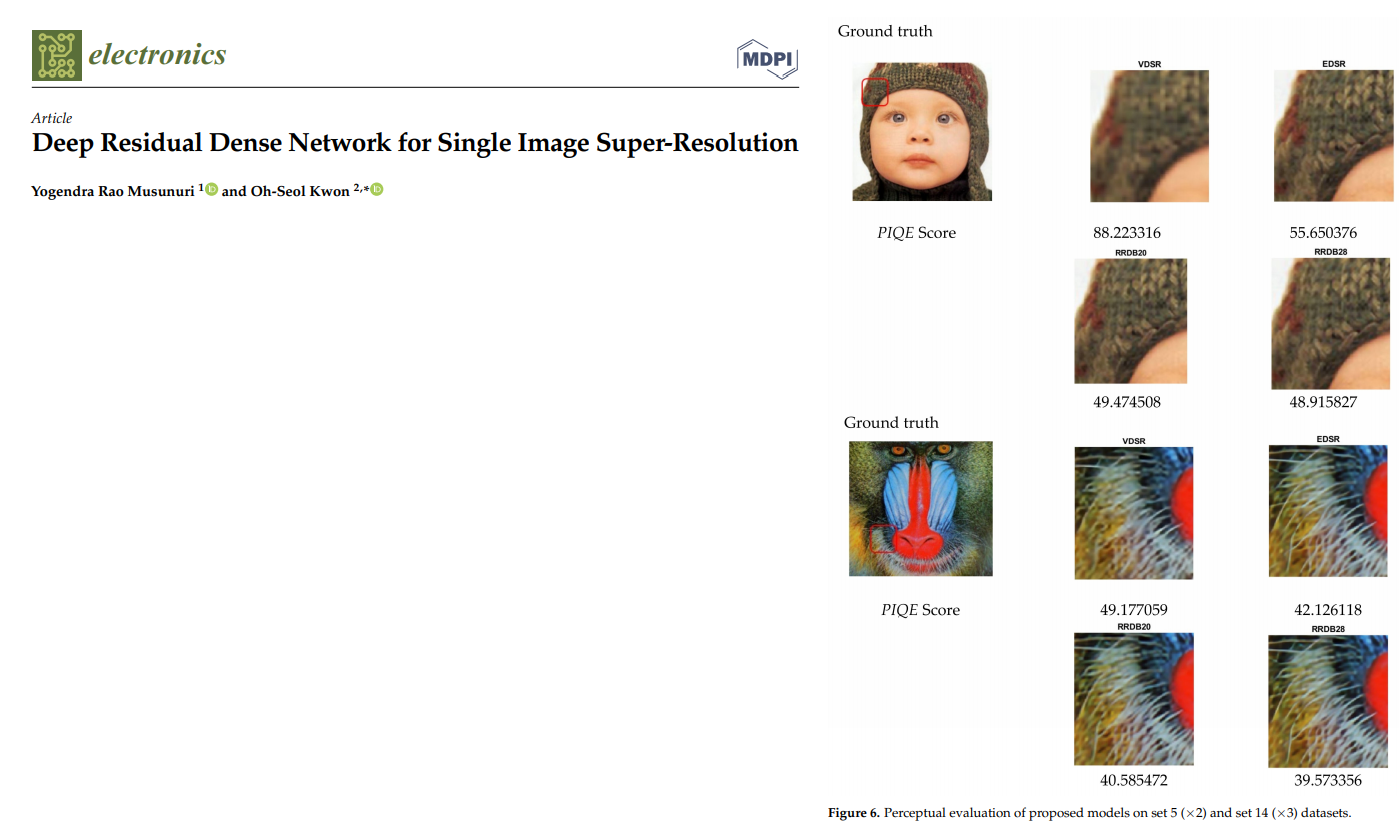 electronics
MDPI
Article
Deep Residual Dense Network for Single Image Super-Resolution
Yogendra Rao Musunuri 1 iD and Oh-Seol Kwon 2,* iD
Ground truth
VDSR
EDSR
PIQE Score
88.223316
55.650376
RRDB20
RRDB28
49.474508
48.915827
Ground truth
VDSR
EDSR
PIQE Score
49.177059
42.126118
RRDB20
RRDB28
40.585472
39.573356
Figure 6. Perceptual evaluation of proposed models on set 5 (×2) and set 14 (×3) datasets.